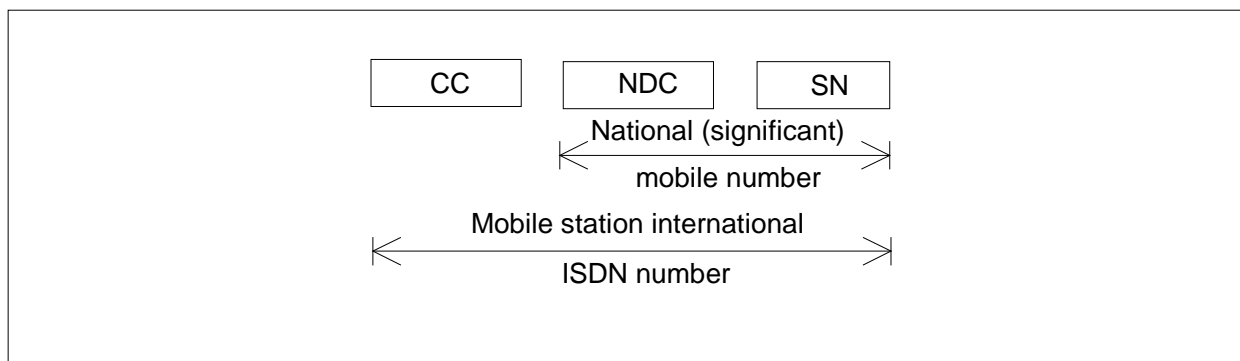 CC NDC SN
National (significant)
mobile number
Mobile station international
ISDN number